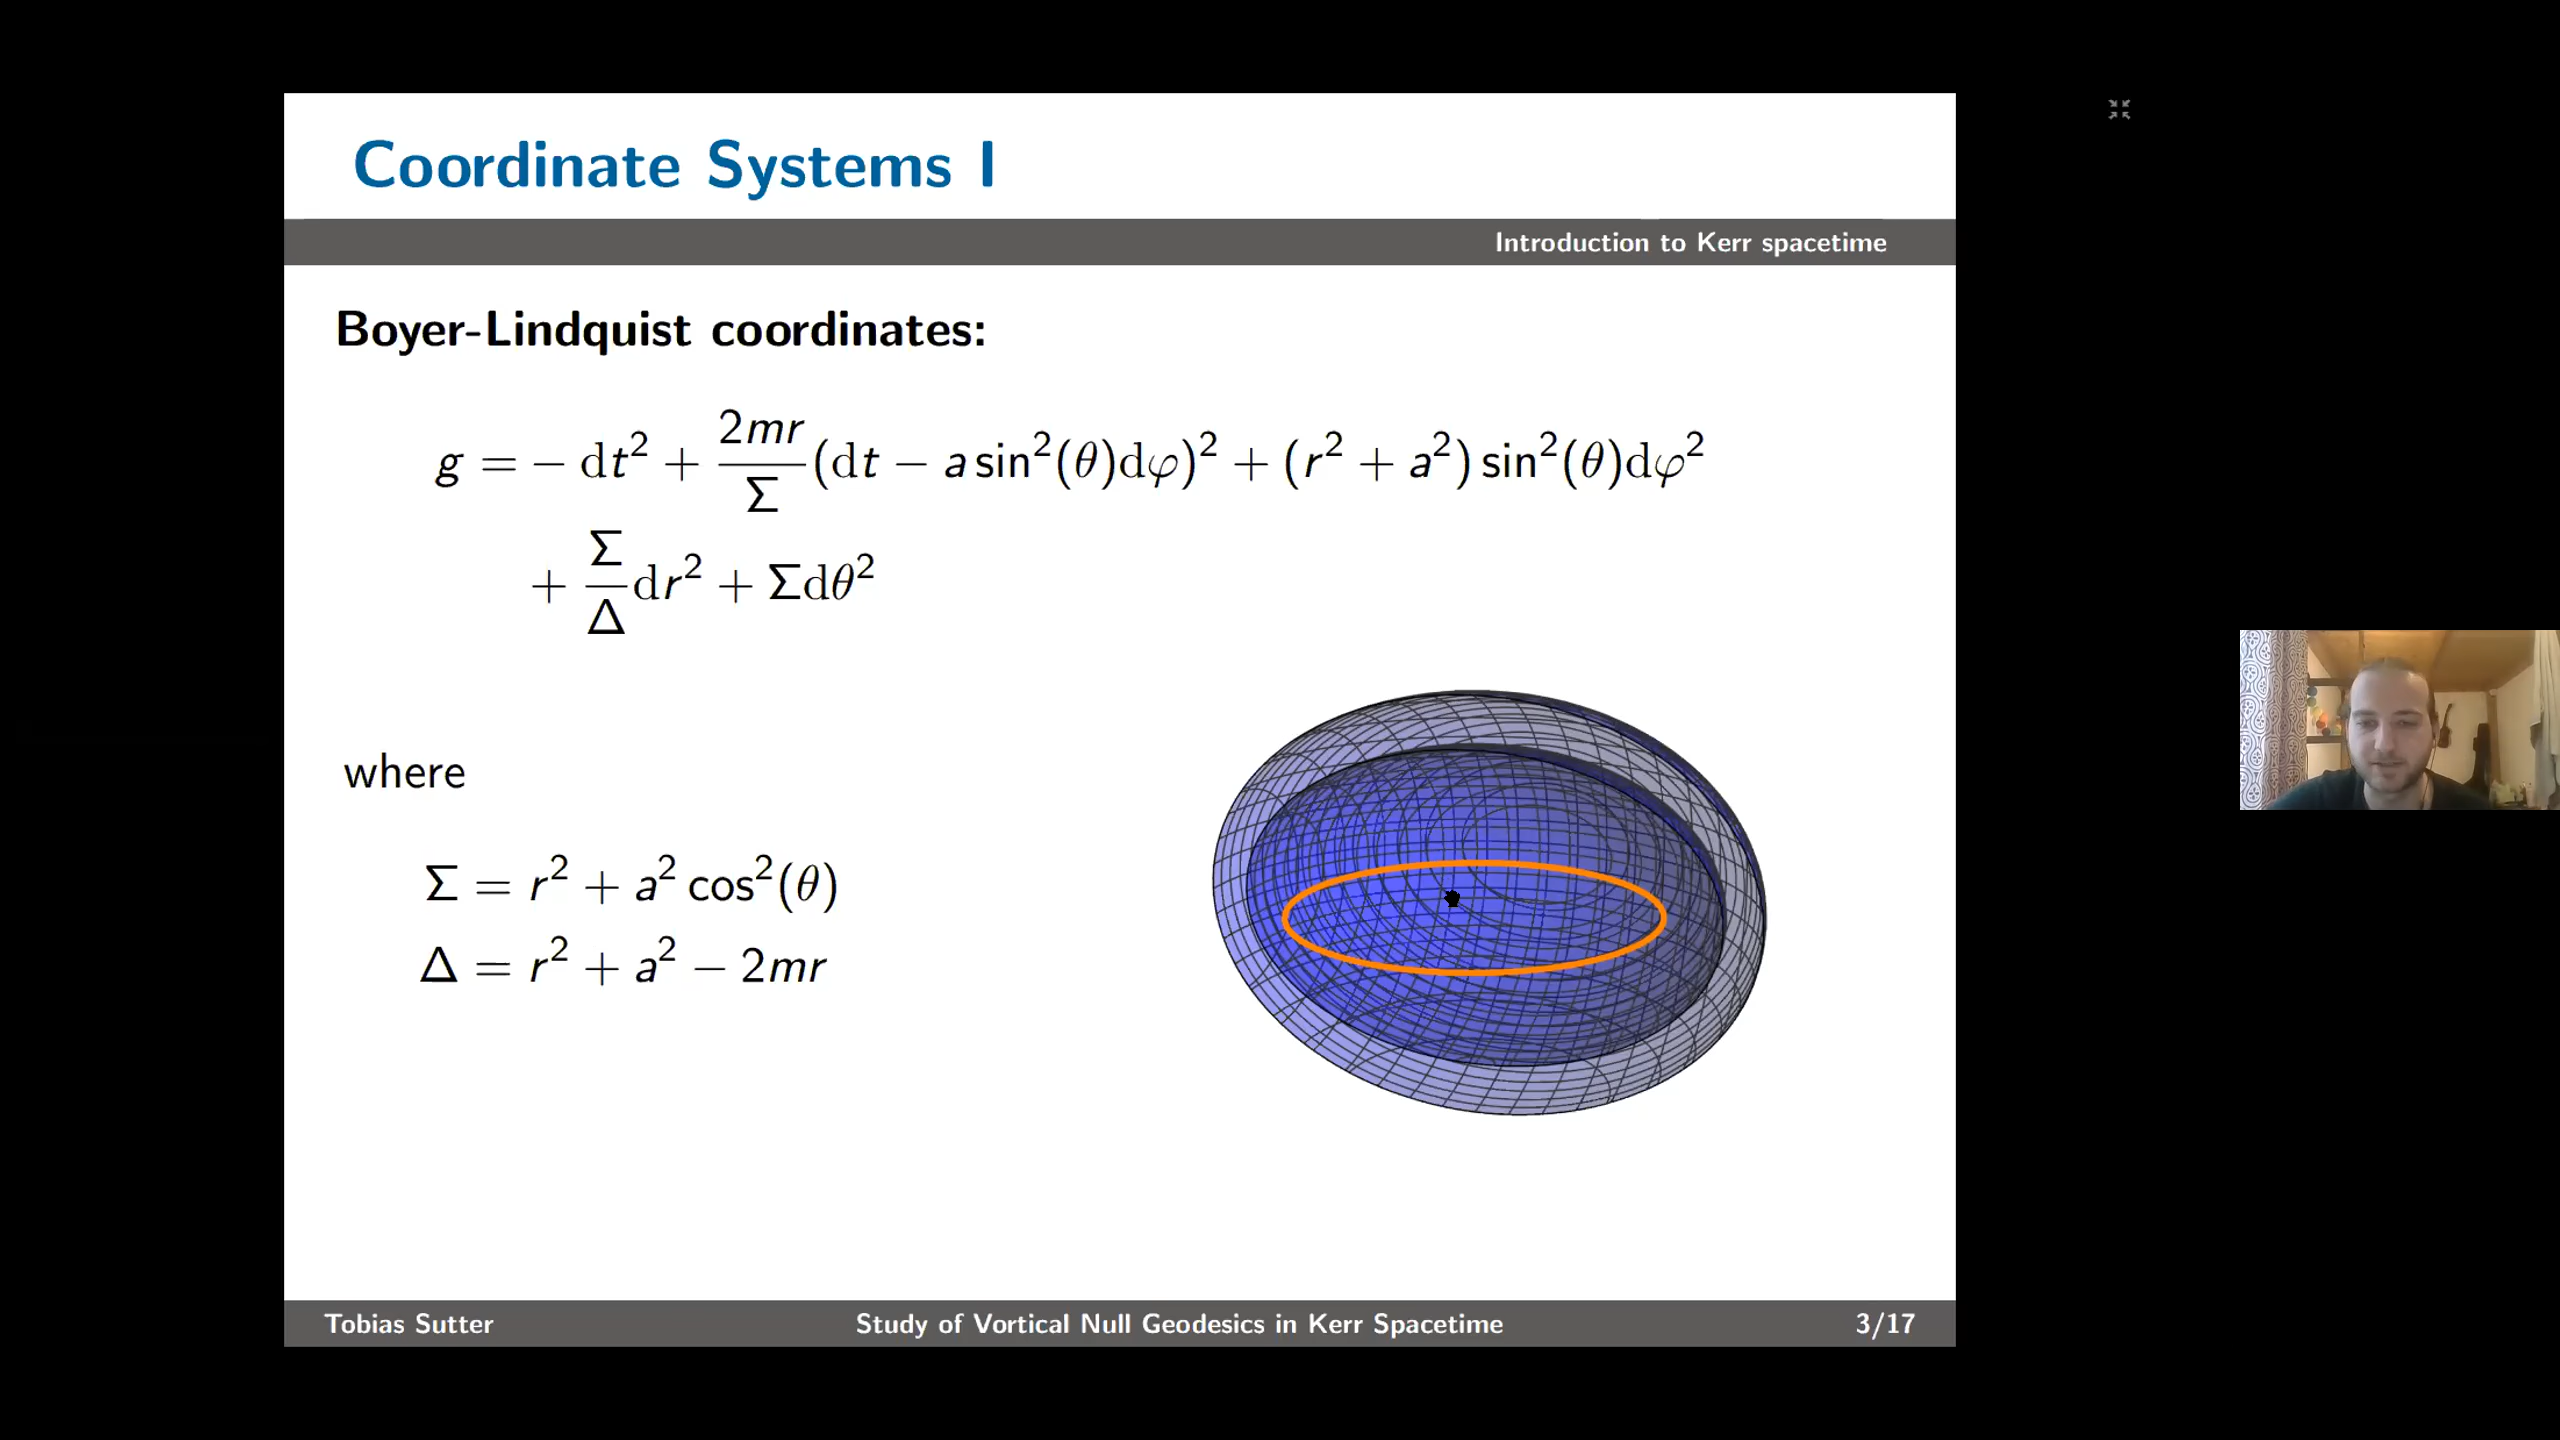 Coordinate Systems I
Introduction to Kerr spacetime
Boyer-Lindquist coordinates:
g = − dt² + 2mr/Σ (dt − a sin²(θ)dφ)² + (r² + a²) sin²(θ)dφ²
+ Σ/Δ dr² + Σdθ²
where
Σ = r² + a² cos²(θ)
Δ = r² + a² − 2mr
Tobias Sutter Study of Vortical Null Geodesics in Kerr Spacetime 3/17